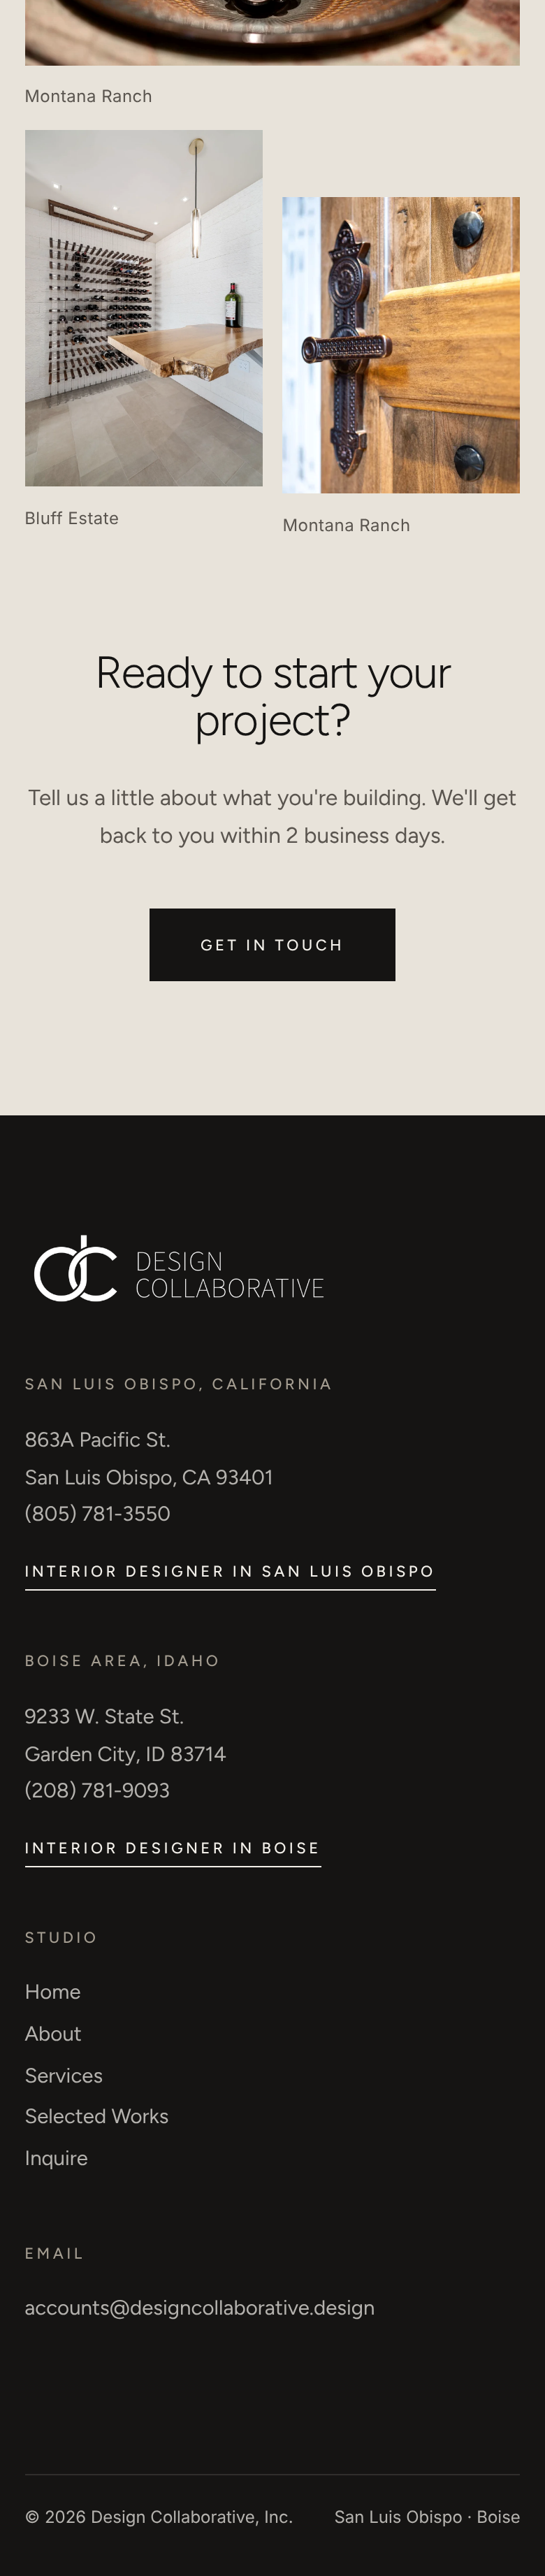 Montana Ranch
Bluff Estate
Montana Ranch
Ready to start your
project?
Tell us a little about what you're building. We'll get
back to you within 2 business days.
GET IN TOUCH
dc DESIGN
COLLABORATIVE
SAN LUIS OBISPO, CALIFORNIA
863A Pacific St.
San Luis Obispo, CA 93401
(805) 781-3550
INTERIOR DESIGNER IN SAN LUIS OBISPO
BOISE AREA, IDAHO
9233 W. State St.
Garden City, ID 83714
(208) 781-9093
INTERIOR DESIGNER IN BOISE
STUDIO
Home
About
Services
Selected Works
Inquire
EMAIL
accounts@designcollaborative.design
© 2026 Design Collaborative, Inc.
San Luis Obispo · Boise